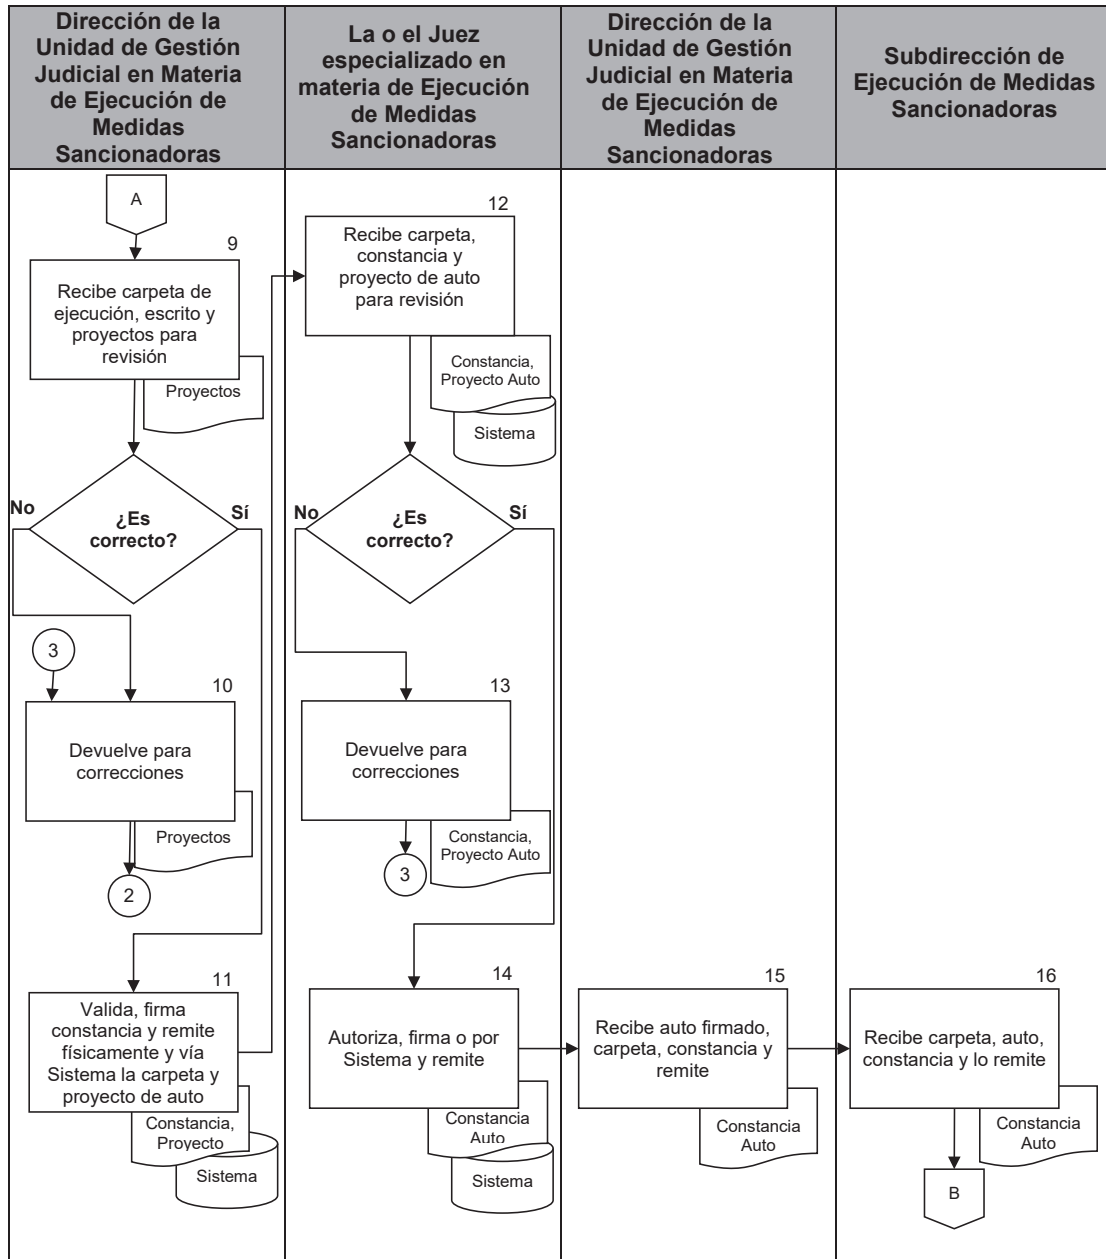 Dirección de la
Unidad de Gestión
Judicial en Materia
de Ejecución de
Medidas
Sancionadoras
La o el Juez
especializado en
materia de Ejecución
de Medidas
Sancionadoras
Dirección de la
Unidad de Gestión
Judicial en Materia
de Ejecución de
Medidas
Sancionadoras
Subdirección de
Ejecución de Medidas
Sancionadoras
A
9
Recibe carpeta de
ejecución, escrito y
proyectos para
revisión
Proyectos
No
¿Es
correcto?
Sí
3
10
Devuelve para
correcciones
Proyectos
2
11
Valida, firma
constancia y remite
físicamente y vía
Sistema la carpeta y
proyecto de auto
Constancia,
Proyecto
Sistema
12
Recibe carpeta,
constancia y
proyecto de auto
para revisión
Constancia,
Proyecto Auto
Sistema
No
¿Es
correcto?
Sí
13
Devuelve para
correcciones
Constancia,
Proyecto Auto
3
14
Autoriza, firma o por
Sistema y remite
Constancia
Auto
Sistema
15
Recibe auto firmado,
carpeta, constancia y
remite
Constancia
Auto
16
Recibe carpeta, auto,
constancia y lo remite
Constancia
Auto
B